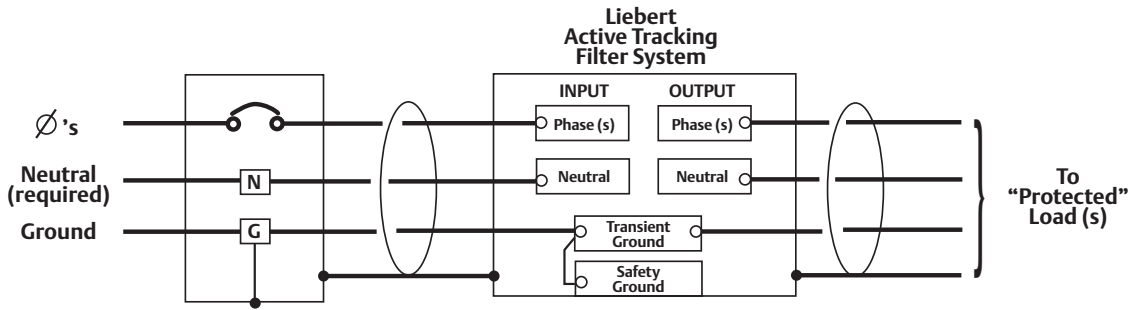 Liebert
Active Tracking
Filter System
INPUT
OUTPUT
Ø 's
Phase (s)
Phase (s)
Neutral
(required)
N
Neutral
Neutral
To
“Protected”
Load (s)
Ground
G
Transient
Ground
Safety
Ground